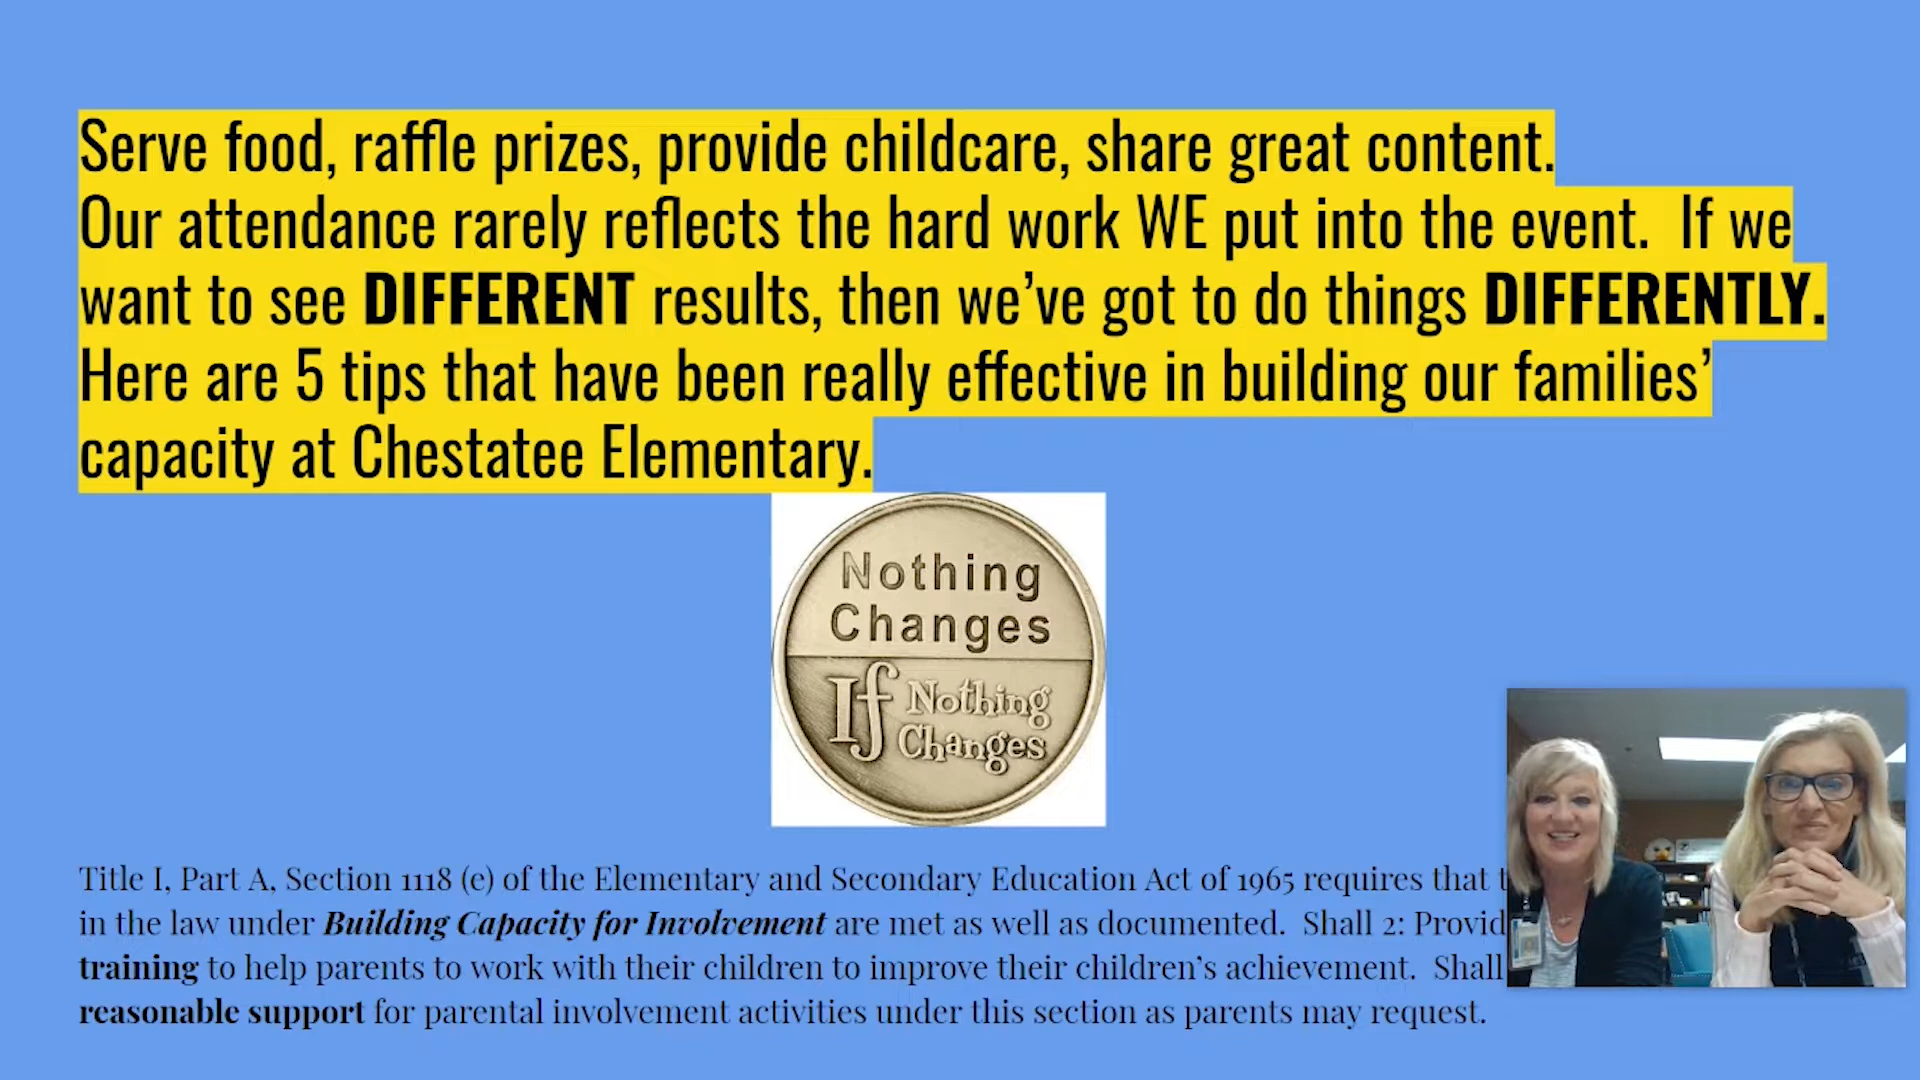 Serve food, raffle prizes, provide childcare, share great content.
Our attendance rarely reflects the hard work WE put into the event.  If we
want to see DIFFERENT results, then we’ve got to do things DIFFERENTLY.
Here are 5 tips that have been really effective in building our families’
capacity at Chestatee Elementary.
Nothing
Changes
If Nothing
Changes
Title I, Part A, Section 1118 (e) of the Elementary and Secondary Education Act of 1965 requires that
in the law under Building Capacity for Involvement are met as well as documented.  Shall 2:
training to help parents to work with their children to improve their children’s achievement.  Shall
reasonable support for parental involvement activities under this section as parents may request.